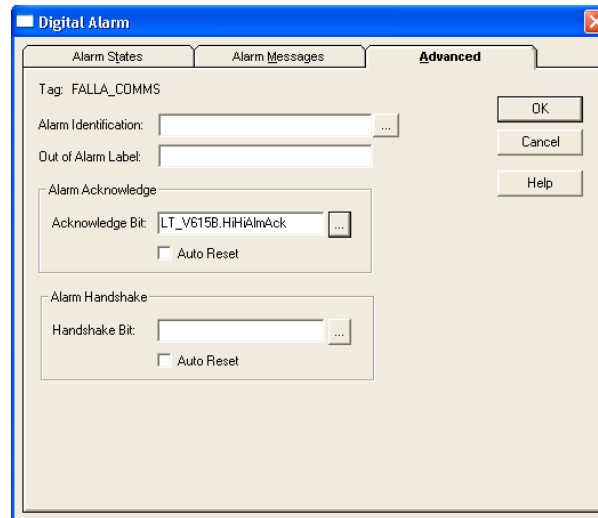 Digital Alarm
Alarm States
Alarm Messages
Advanced
Tag: FALLA_COMMS
Alarm Identification:
...
Out of Alarm Label:
Alarm Acknowledge
Acknowledge Bit: LT_V615B.HiHiAlmAck
...
Auto Reset
Alarm Handshake
Handshake Bit:
...
Auto Reset
OK
Cancel
Help